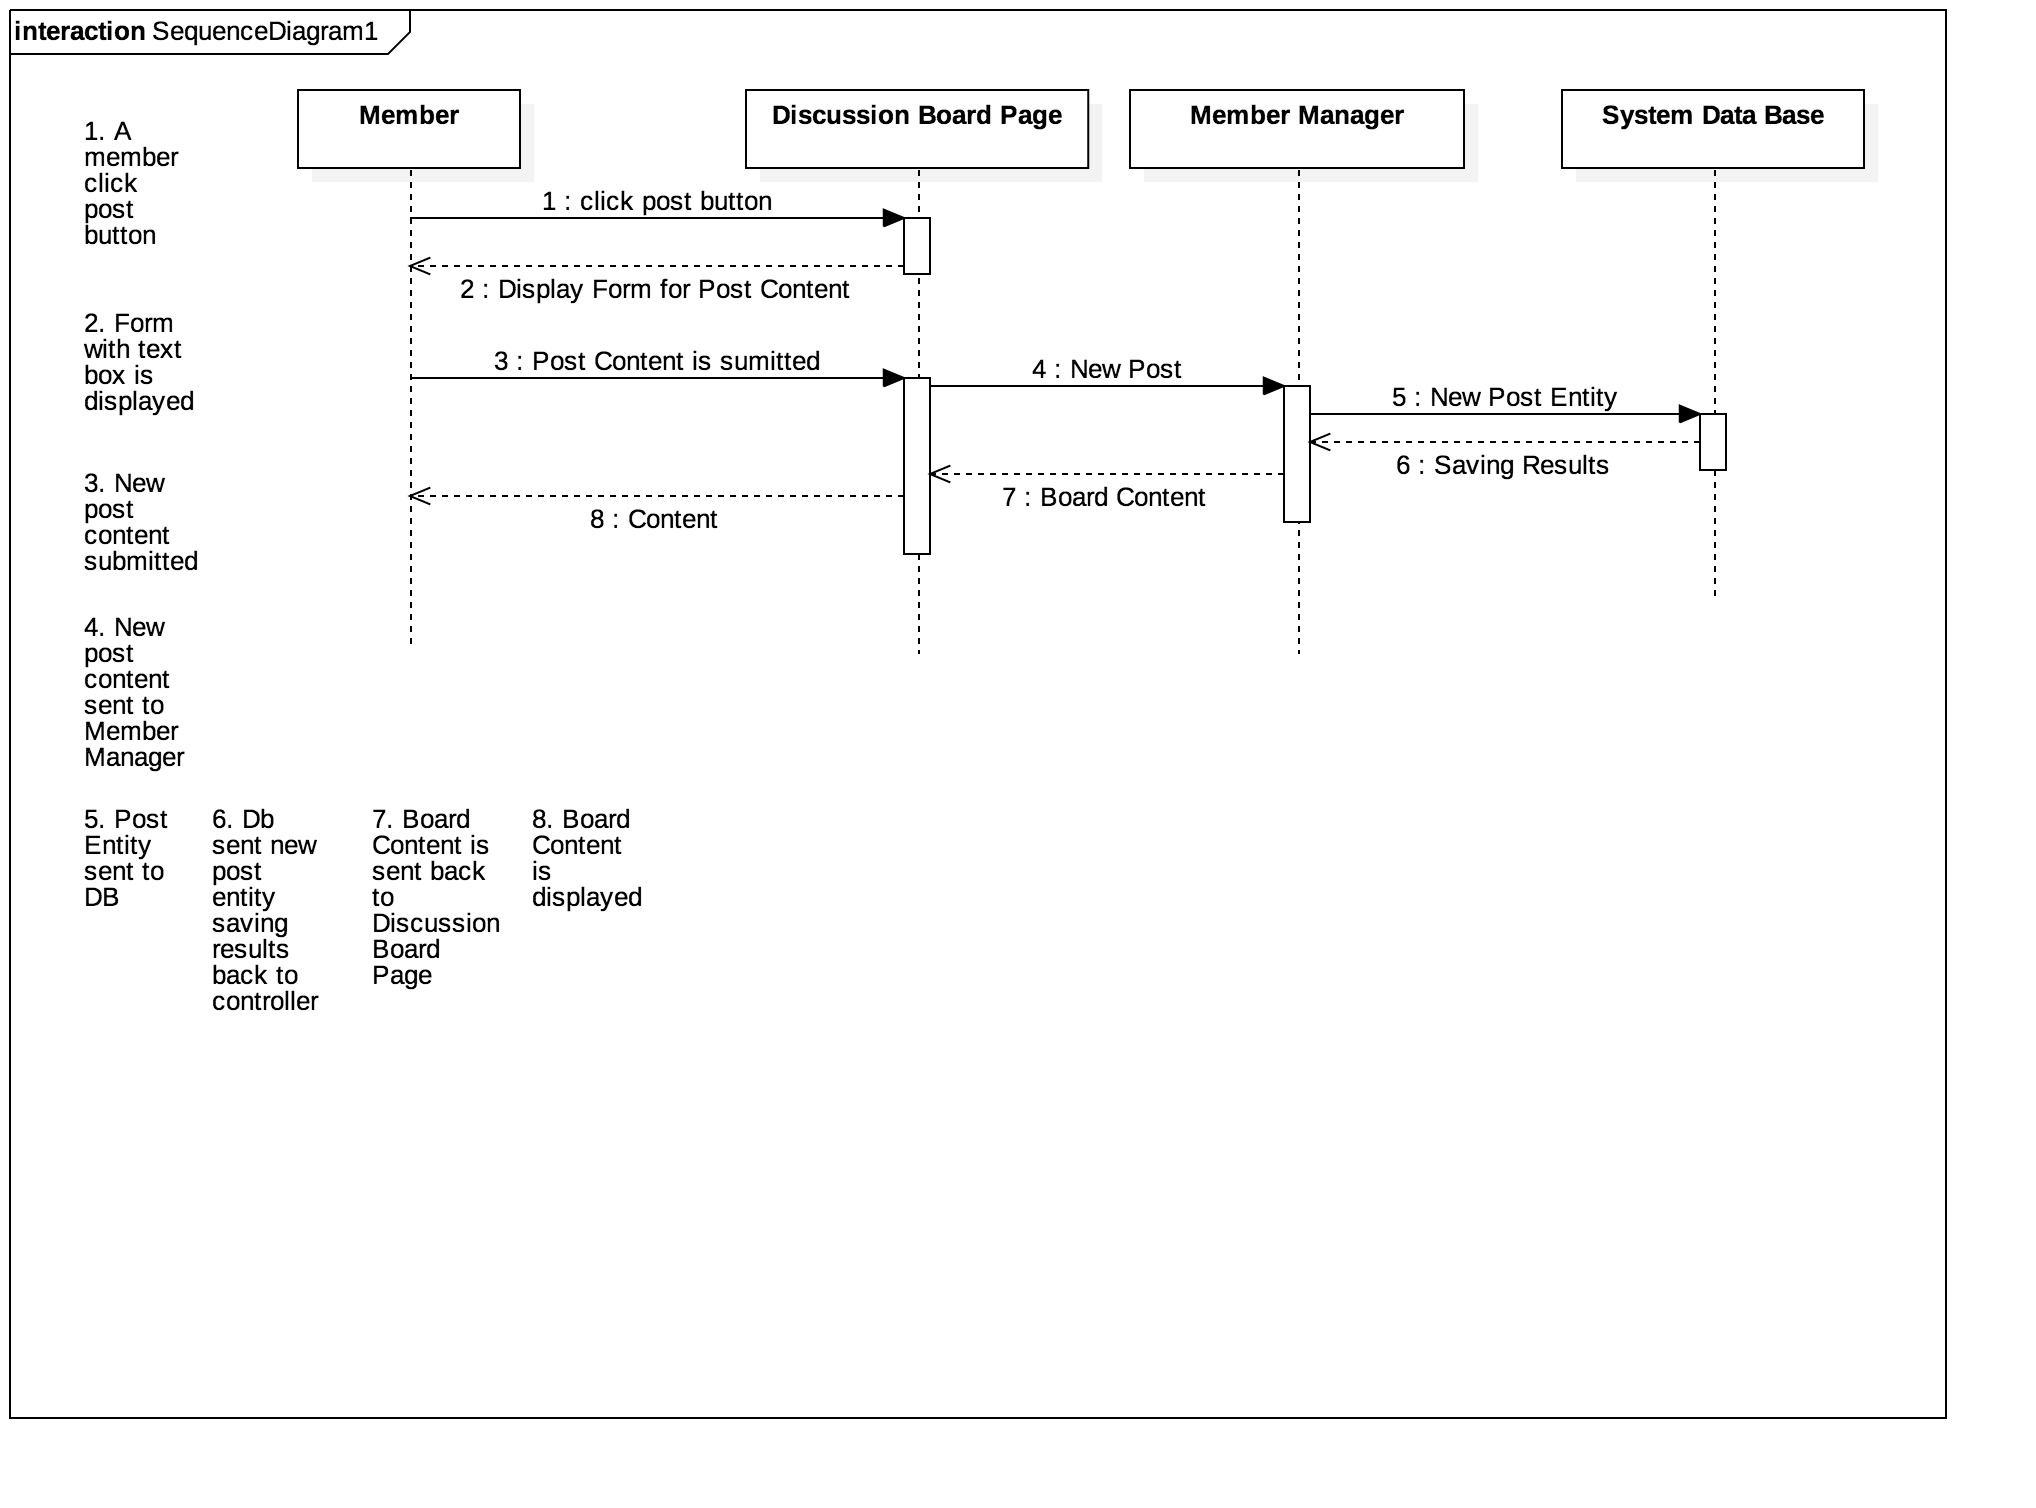 interaction SequenceDiagram1
Member
Discussion Board Page
Member Manager
System Data Base
1. A
member
click
post
button
1 : click post button
2 : Display Form for Post Content
2. Form
with text
box is
displayed
3 : Post Content is sumitted
4 : New Post
5 : New Post Entity
6 : Saving Results
7 : Board Content
8 : Content
3. New
post
content
submitted
4. New
post
content
sent to
Member
Manager
5. Post
Entity
sent to
DB
6. Db
sent new
post
entity
saving
results
back to
controller
7. Board
Content is
sent back
to
Discussion
Board
Page
8. Board
Content
is
displayed